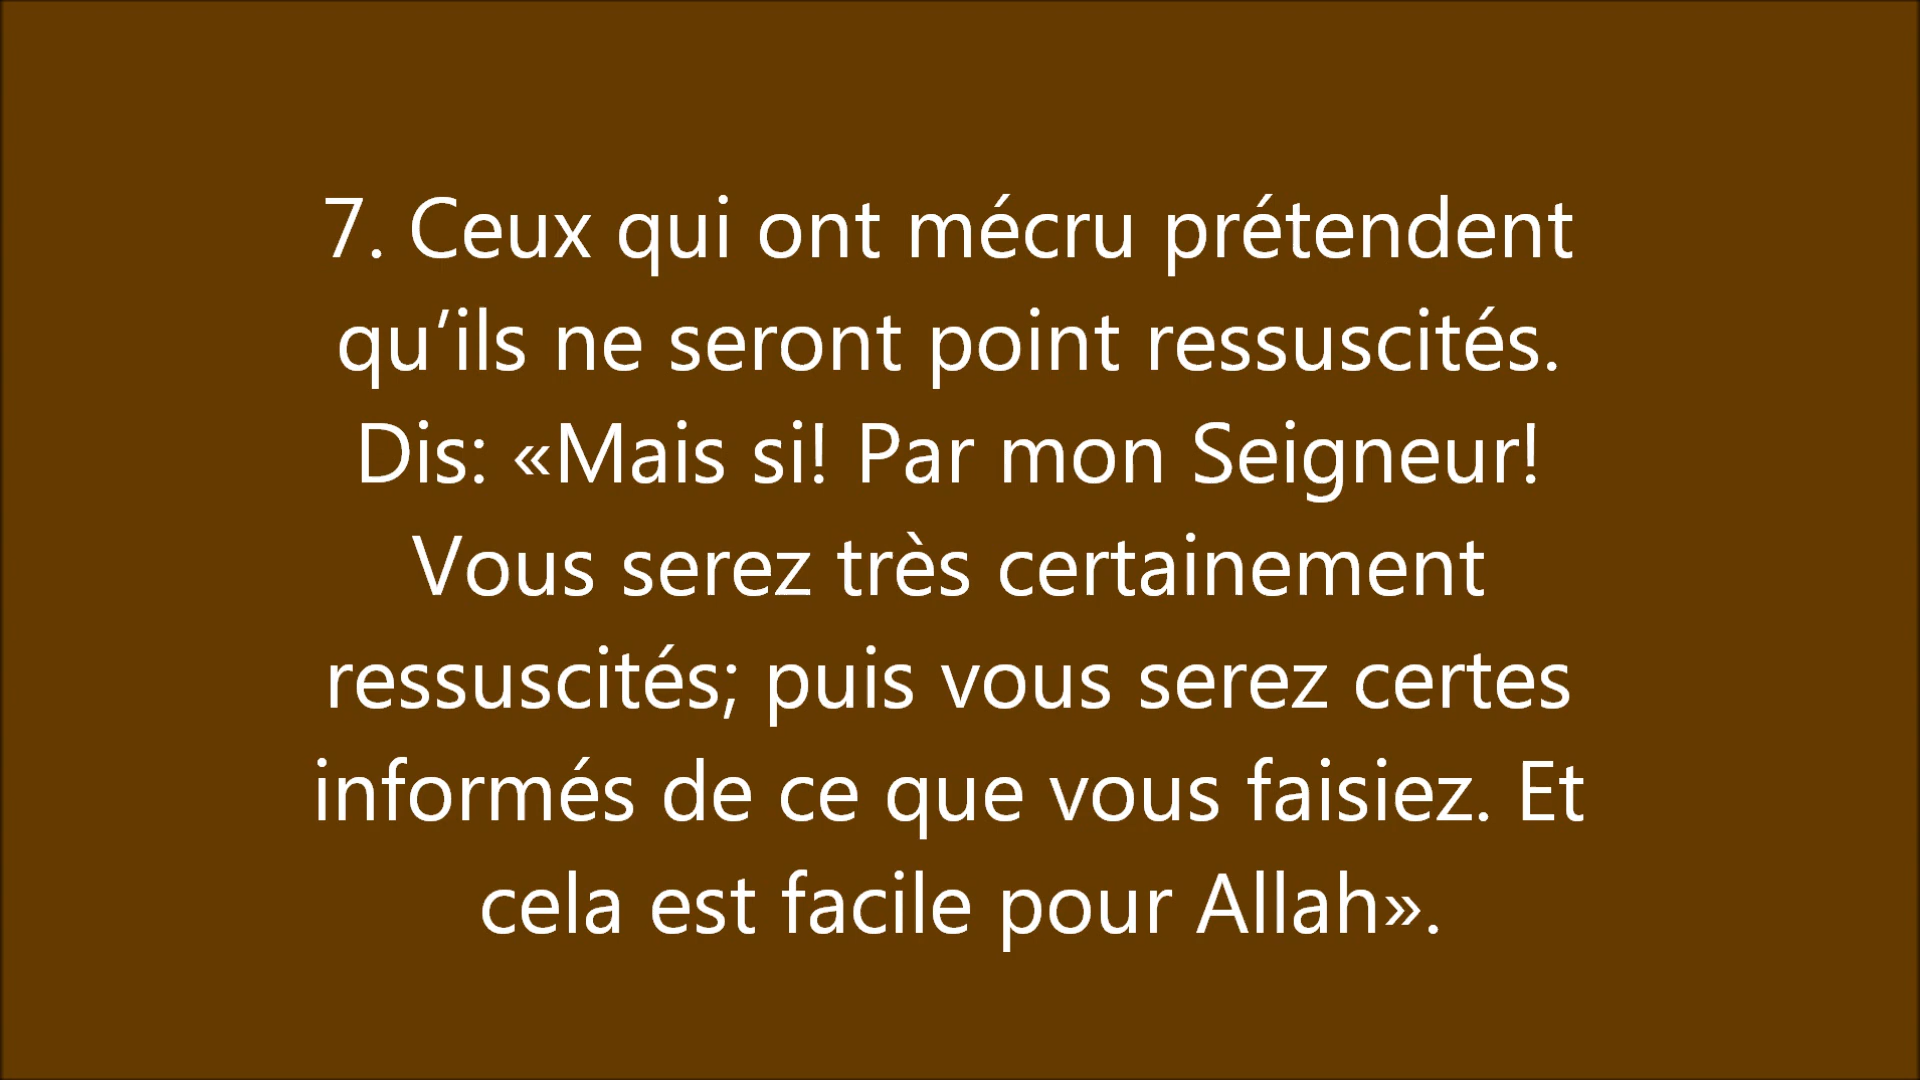 7. Ceux qui ont mécru prétendent
qu’ils ne seront point ressuscités.
Dis: «Mais si! Par mon Seigneur!
Vous serez très certainement
ressuscités; puis vous serez certes
informés de ce que vous faisiez. Et
cela est facile pour Allah».